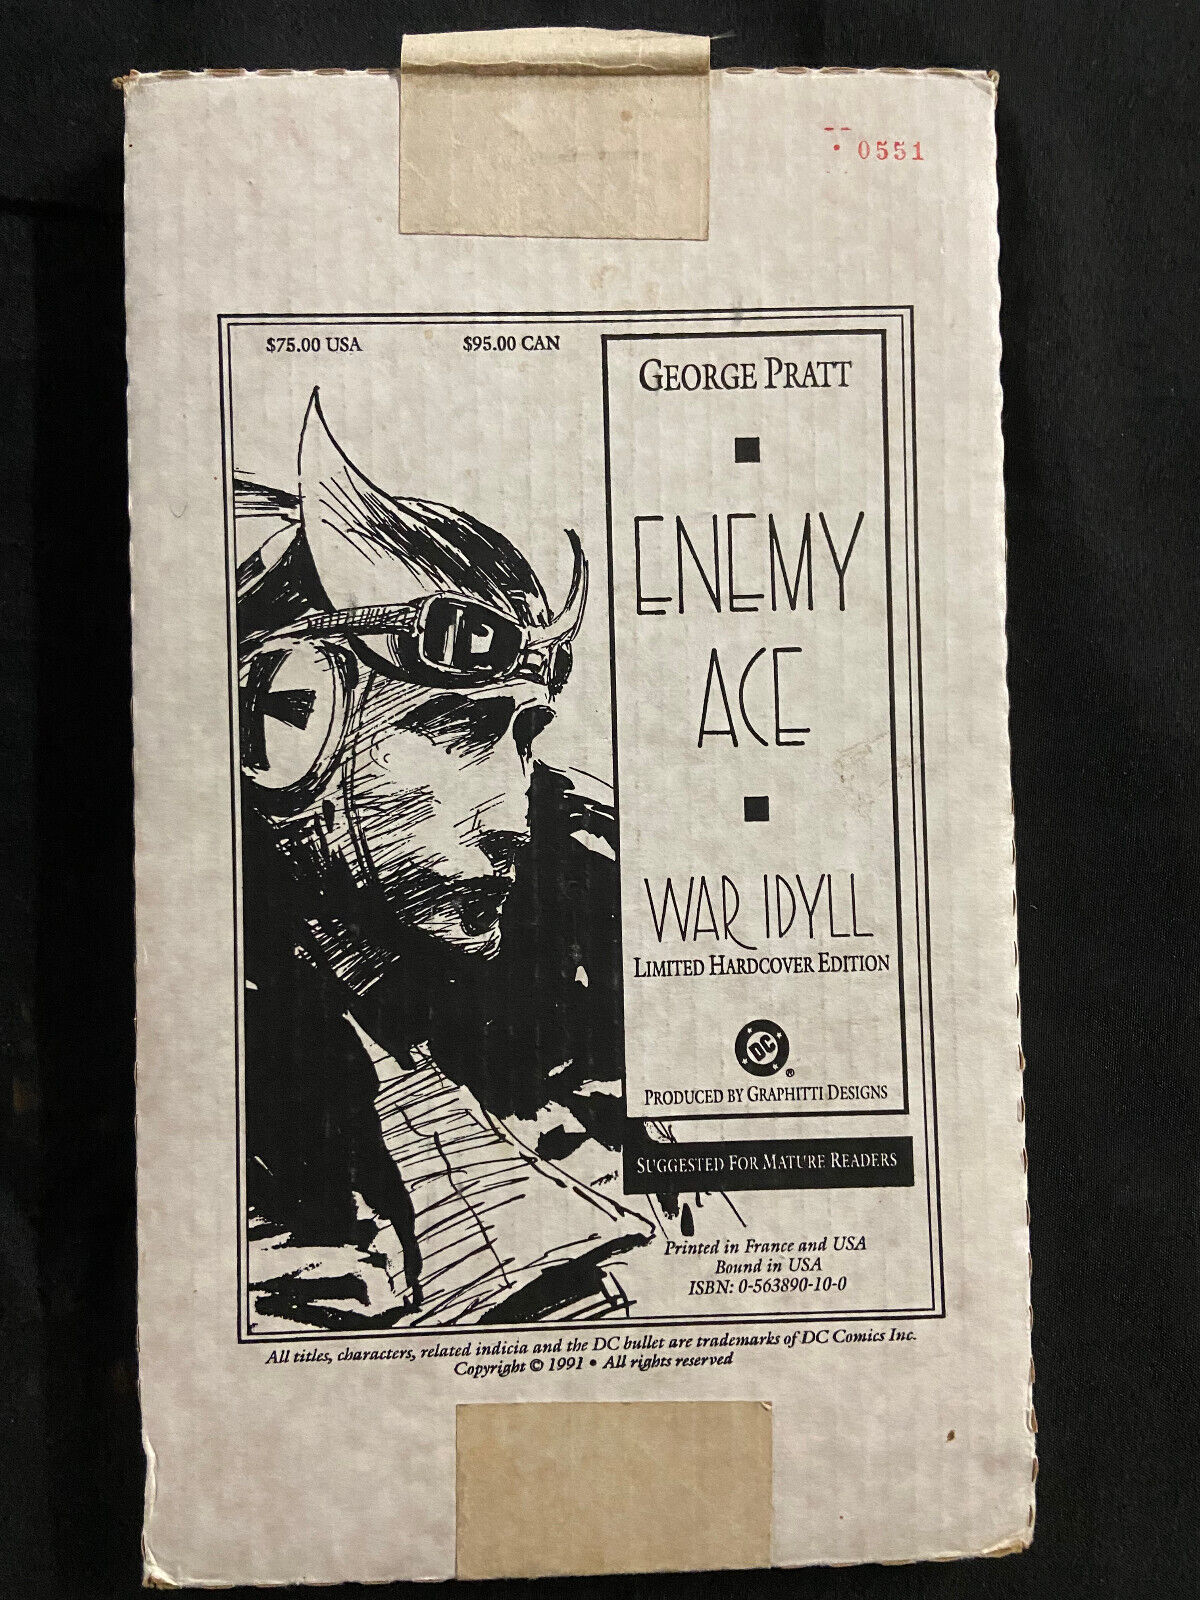 0551
$75.00 USA $95.00 CAN
GEORGE PRATT
ENEMY
ACE
WAR IDYLL
LIMITED HARDCOVER EDITION
DC
®
PRODUCED BY GRAPHITTI DESIGNS
SUGGESTED FOR MATURE READERS
Printed in France and USA
Bound in USA
ISBN: 0-563890-10-0
All titles, characters, related indicia and the DC bullet are trademarks of DC Comics Inc.
Copyright © 1991 • All rights reserved